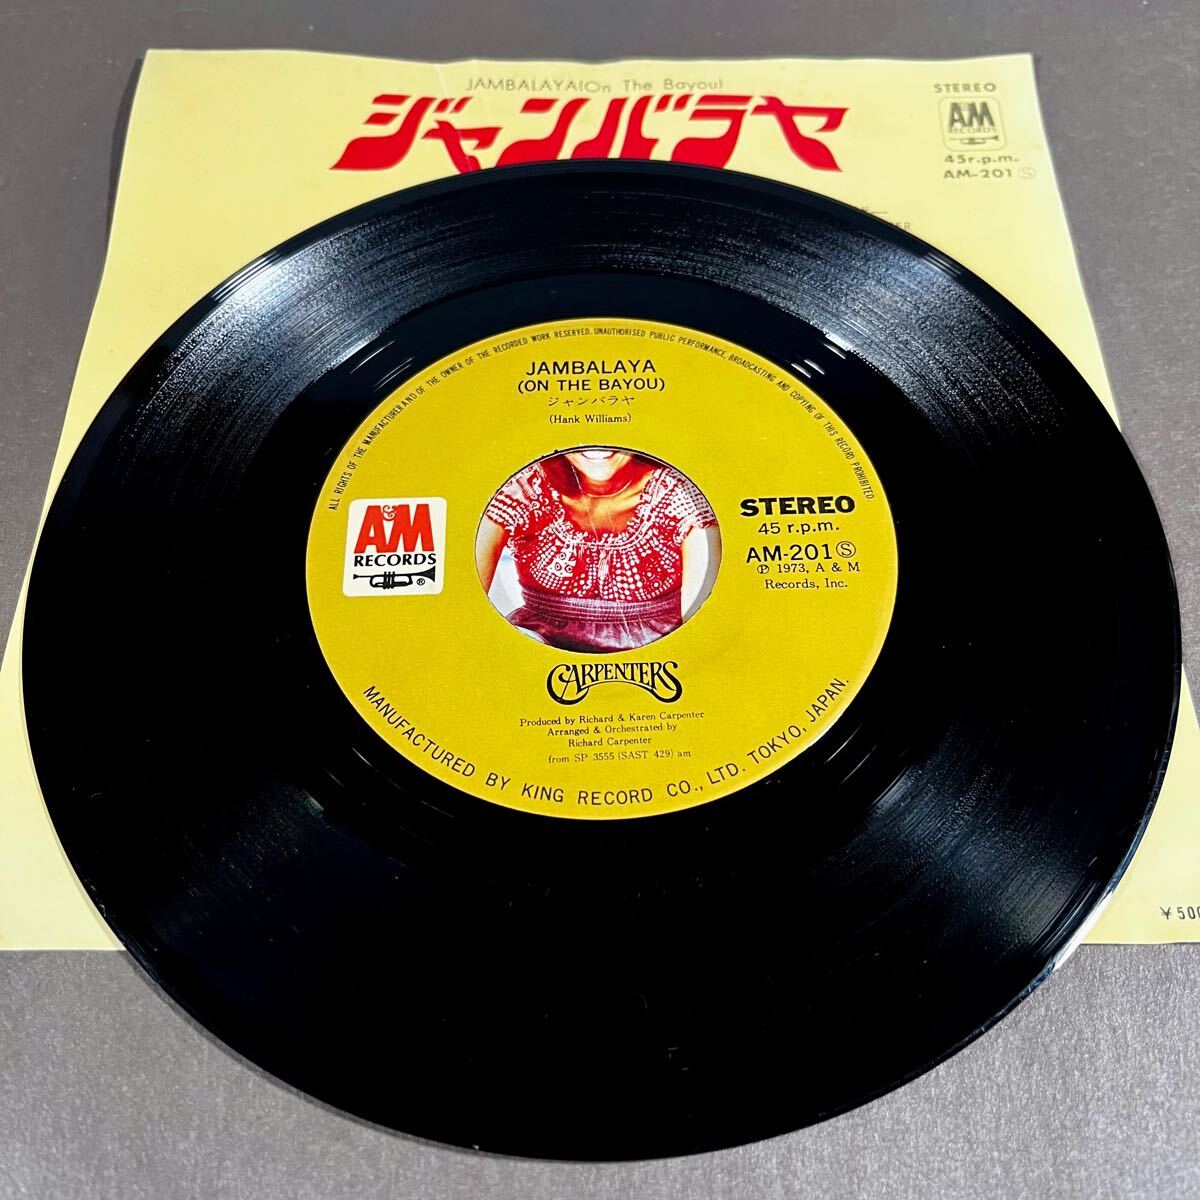 JAMBALAYA(On The Bayou)
ジャンバラヤ
STEREO
A&M
RECORDS
45r.p.m.
AM-201Ⓢ
ALL RIGHTS OF THE MANUFACTURER AND OF THE OWNER OF THE RECORDED WORK RESERVED. UNAUTHORISED PUBLIC PERFORMANCE, BROADCASTING AND COPYING OF THIS RECORD PROHIBITED
JAMBALAYA
(ON THE BAYOU)
ジャンバラヤ
(Hank Williams)
A&M
RECORDS
®
STEREO
45 r.p.m.
AM-201Ⓢ
℗ 1973, A & M
Records, Inc.
CARPENTERS
Produced by Richard & Karen Carpenter
Arranged & Orchestrated by
Richard Carpenter
from SP 3555 (SAST 429) am
MANUFACTURED BY KING RECORD CO., LTD. TOKYO, JAPAN.
¥500